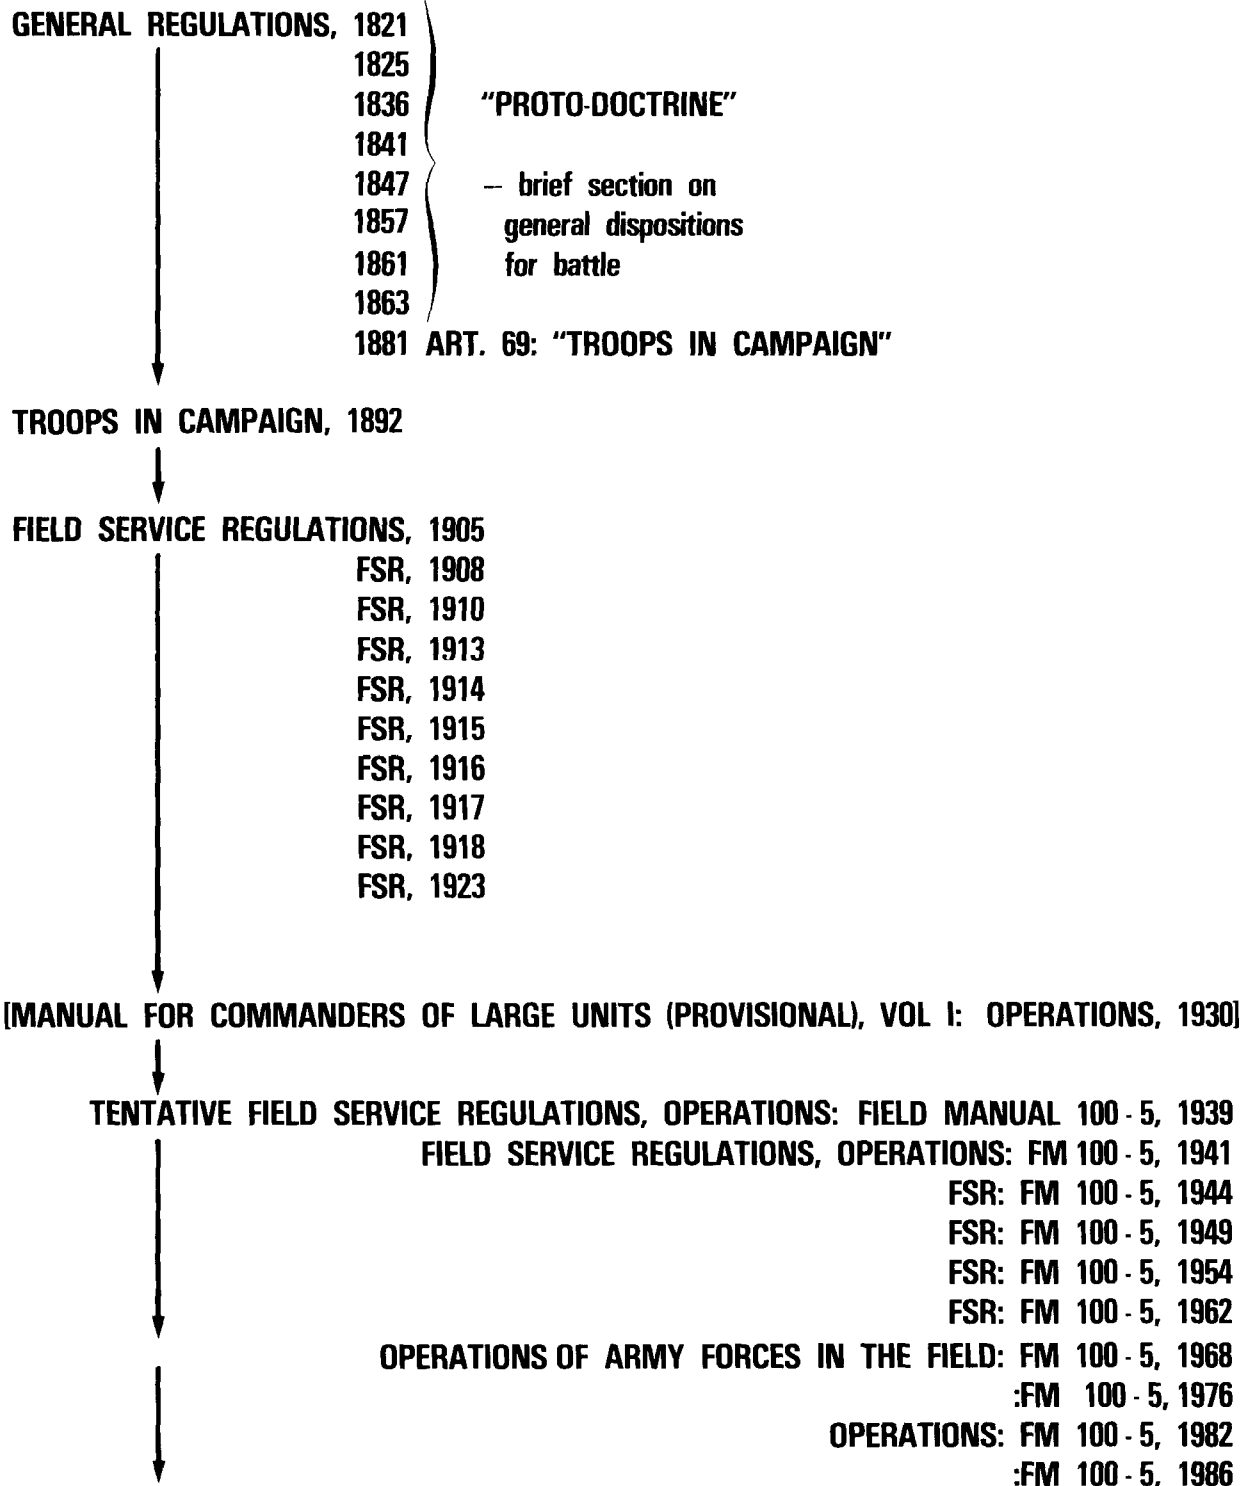 GENERAL REGULATIONS, 1821
1825
1836 "PROTO-DOCTRINE"
1841
1847 – brief section on
1857 general dispositions
1861 for battle
1863
1881 ART. 69: "TROOPS IN CAMPAIGN"
TROOPS IN CAMPAIGN, 1892
FIELD SERVICE REGULATIONS, 1905
FSR, 1908
FSR, 1910
FSR, 1913
FSR, 1914
FSR, 1915
FSR, 1916
FSR, 1917
FSR, 1918
FSR, 1923
[MANUAL FOR COMMANDERS OF LARGE UNITS (PROVISIONAL), VOL I: OPERATIONS, 1930]
TENTATIVE FIELD SERVICE REGULATIONS, OPERATIONS: FIELD MANUAL 100-5, 1939
FIELD SERVICE REGULATIONS, OPERATIONS: FM 100-5, 1941
FSR: FM 100-5, 1944
FSR: FM 100-5, 1949
FSR: FM 100-5, 1954
FSR: FM 100-5, 1962
OPERATIONS OF ARMY FORCES IN THE FIELD: FM 100-5, 1968
:FM 100-5, 1976
OPERATIONS: FM 100-5, 1982
:FM 100-5, 1986